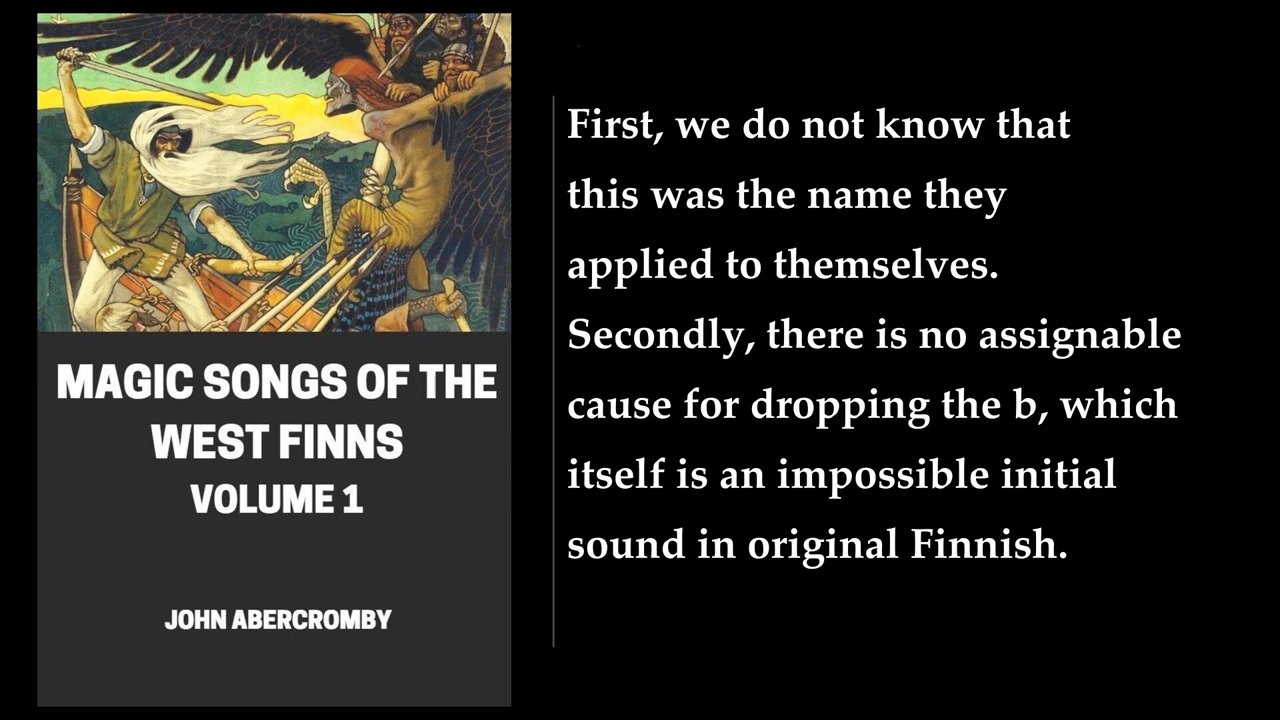 MAGIC SONGS OF THE
WEST FINNS
VOLUME 1
JOHN ABERCROMBY
First, we do not know that
this was the name they
applied to themselves.
Secondly, there is no assignable
cause for dropping the b, which
itself is an impossible initial
sound in original Finnish.